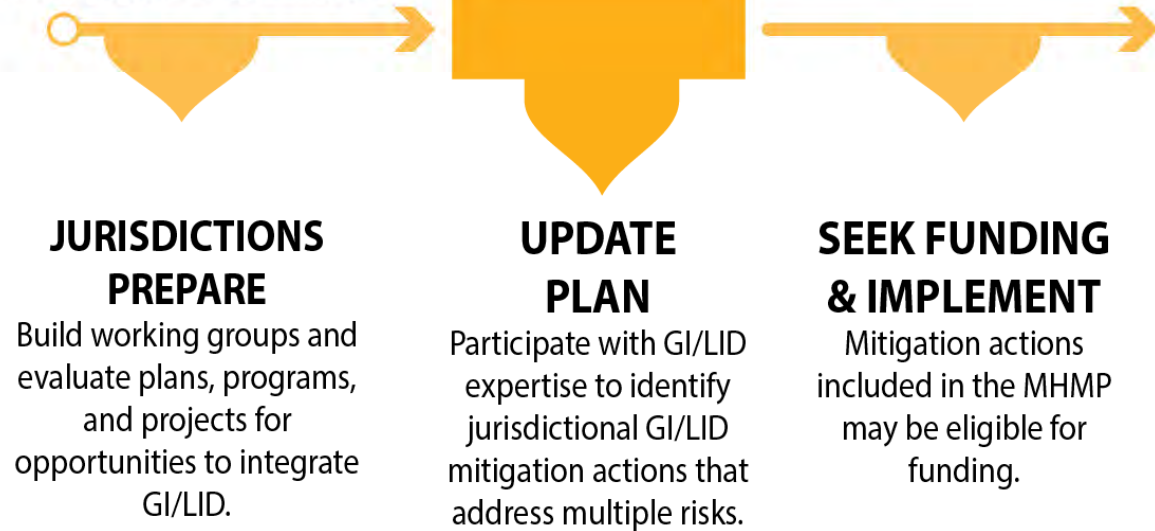 JURISDICTIONS
PREPARE
Build working groups and
evaluate plans, programs,
and projects for
opportunities to integrate
GI/LID.
UPDATE
PLAN
Participate with GI/LID
expertise to identify
jurisdictional GI/LID
mitigation actions that
address multiple risks.
SEEK FUNDING
& IMPLEMENT
Mitigation actions
included in the MHMP
may be eligible for
funding.